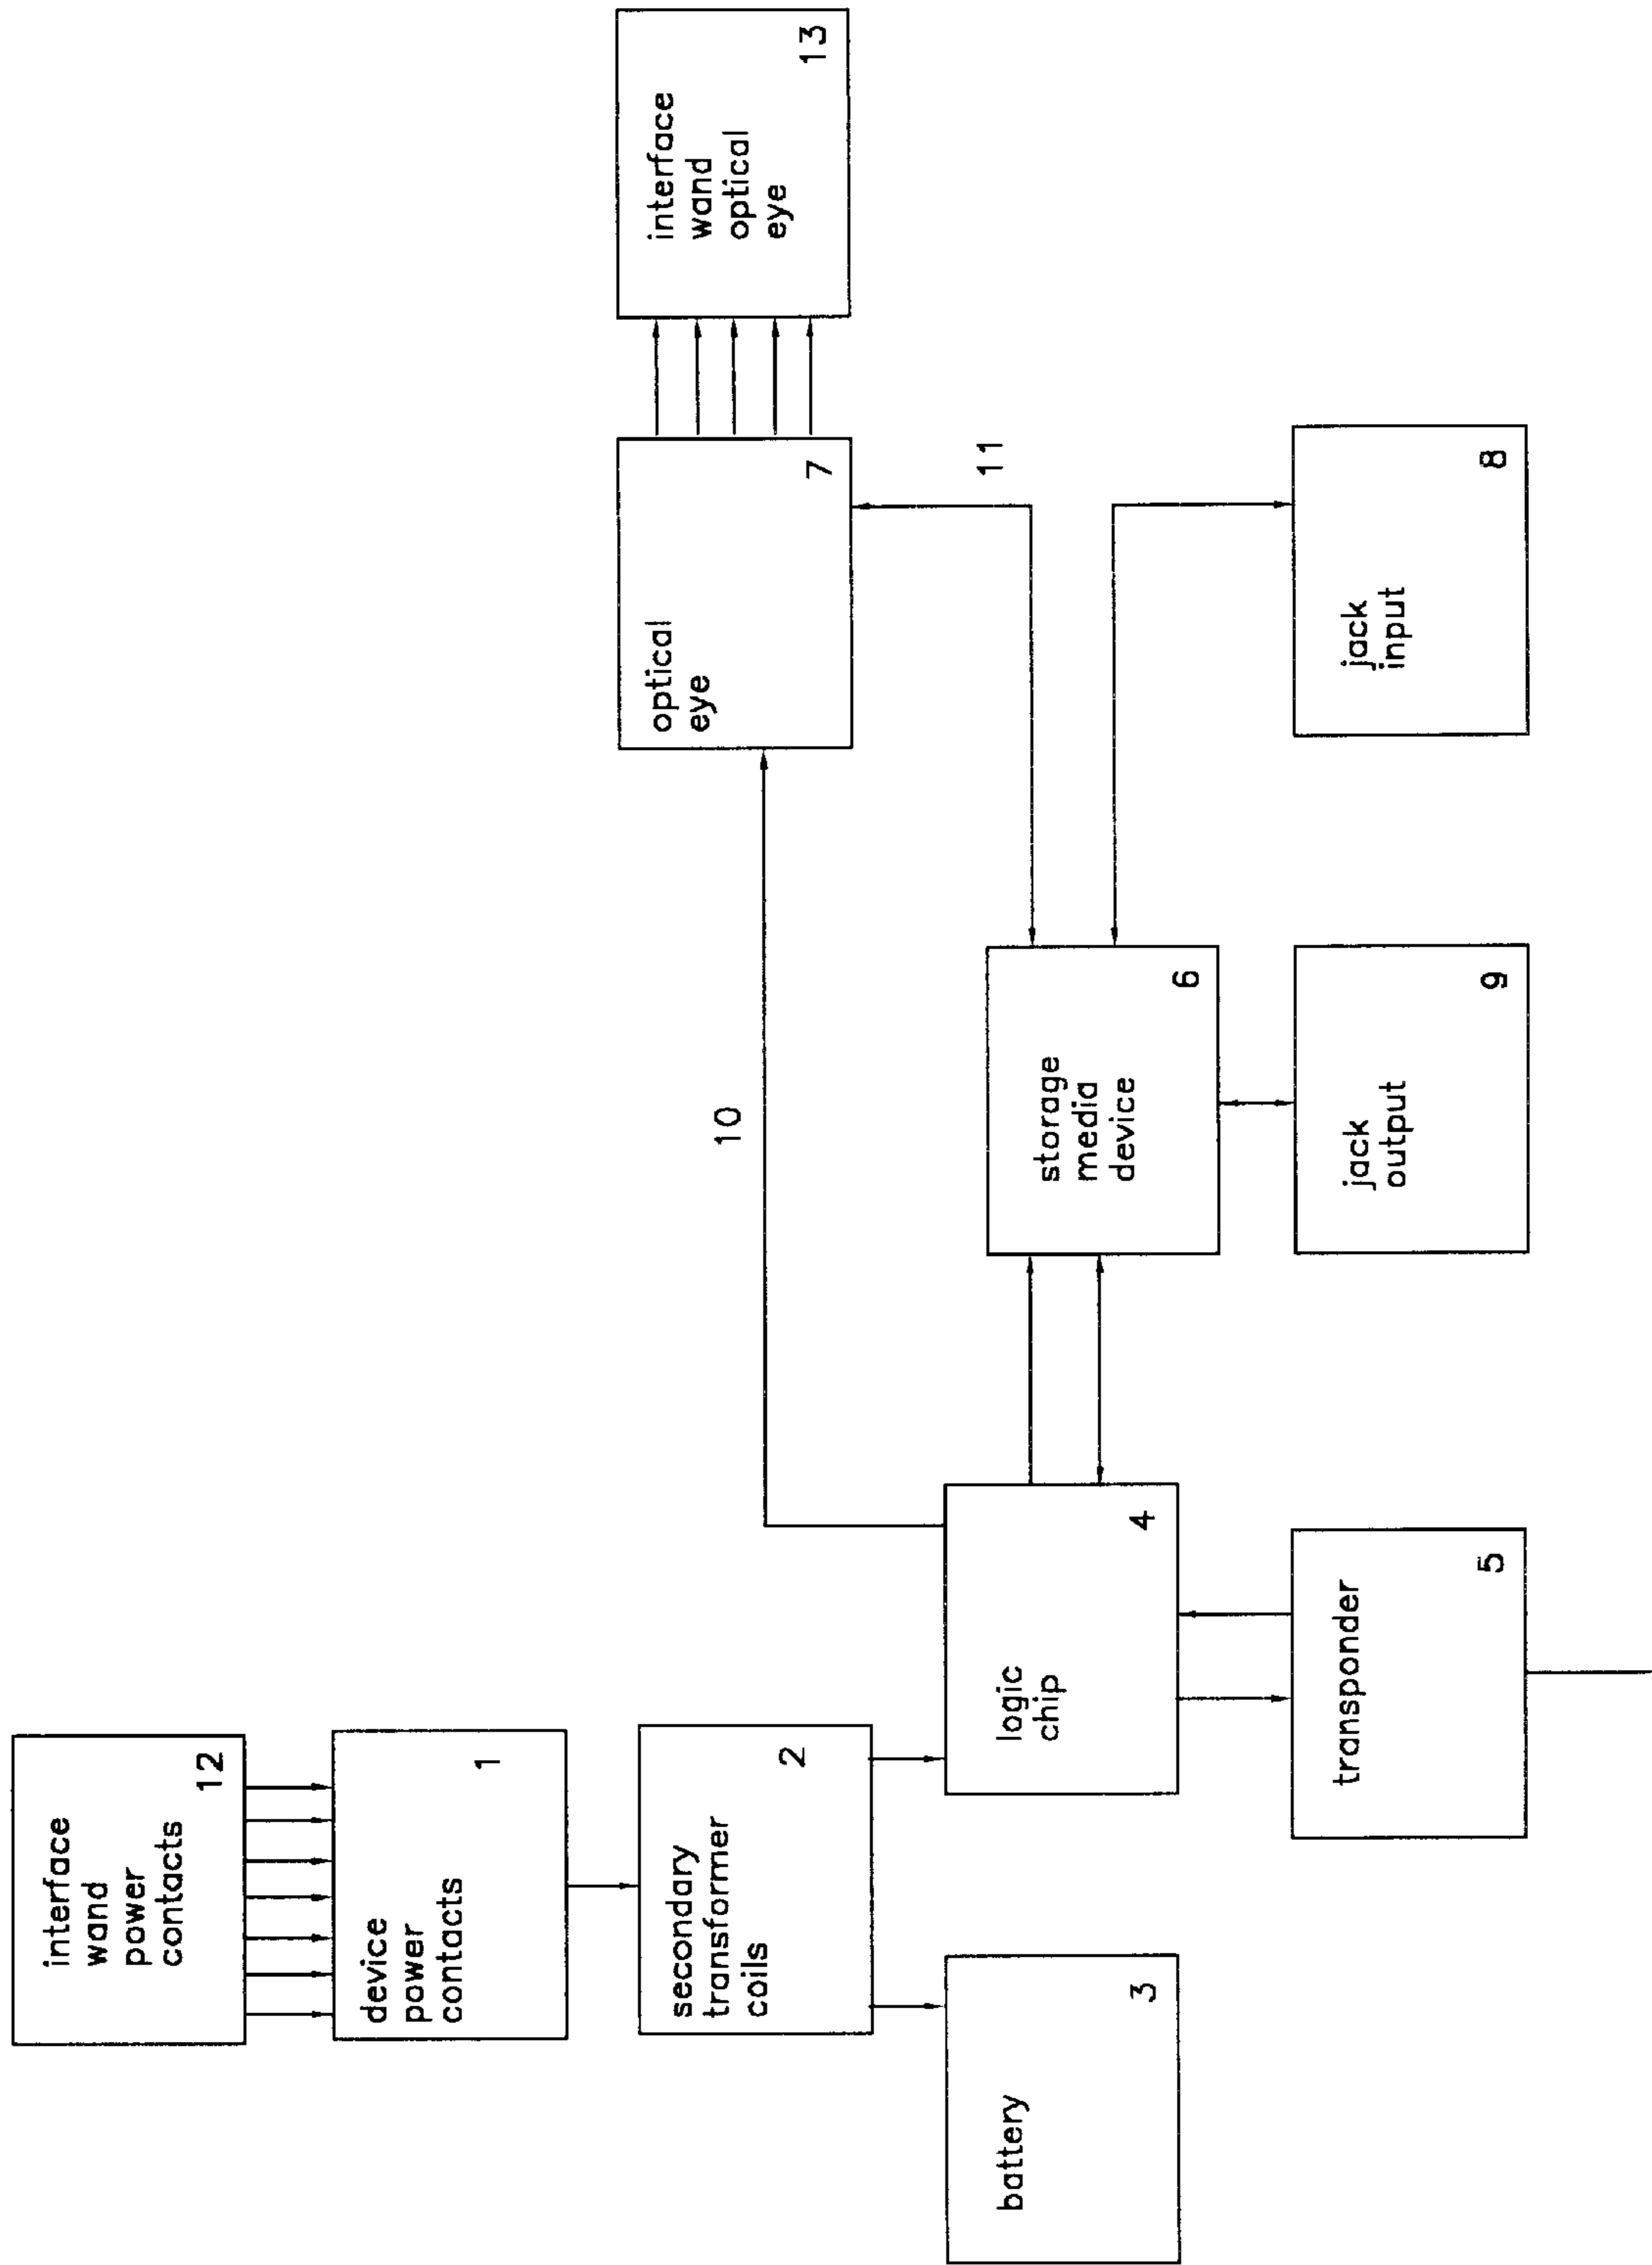 interface
wand
power
contacts
12
device
power
contacts
1
secondary
transformer
coils
2
battery
3
logic
chip
4
transponder
5
10
storage
media
device
6
jack
output
9
optical
eye
7
11
jack
input
8
interface
wand
optical
eye
13